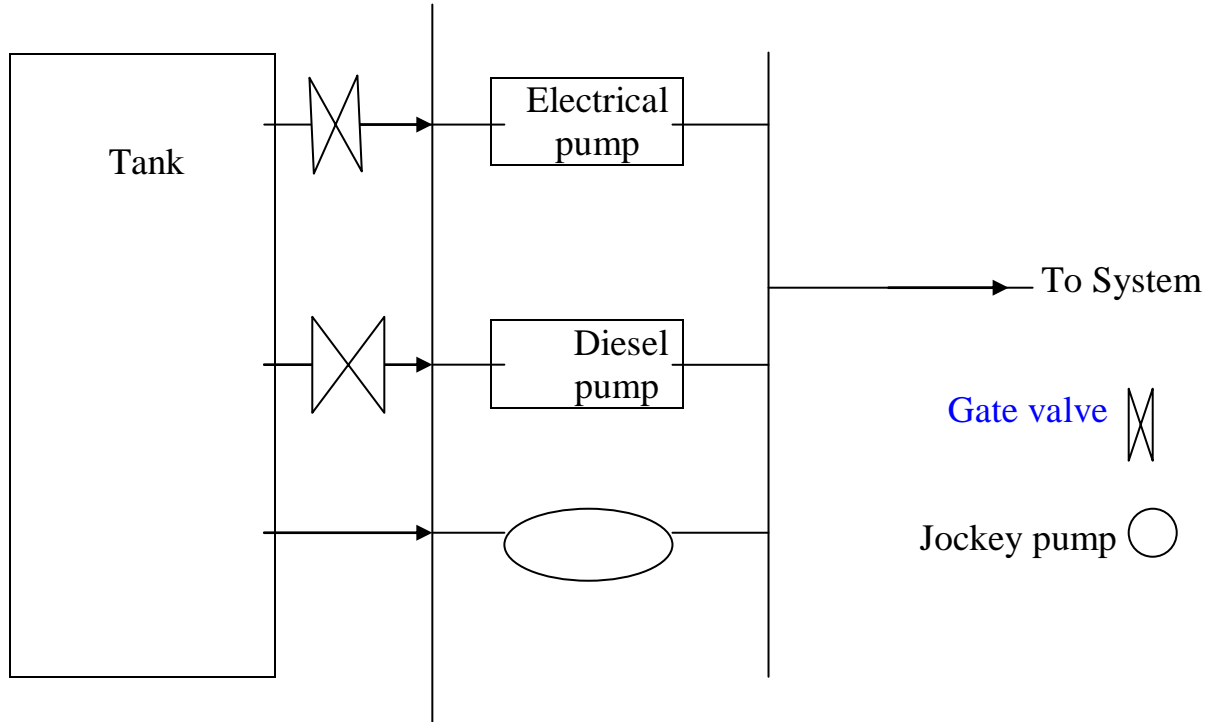 Tank
Electrical
pump
To System
Diesel
pump
Gate valve
Jockey pump